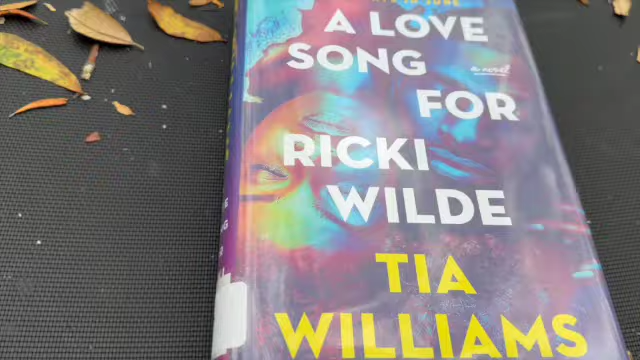 A LOVE
SONG
a novel
FOR
RICKI
WILDE
TIA
WILLIAMS